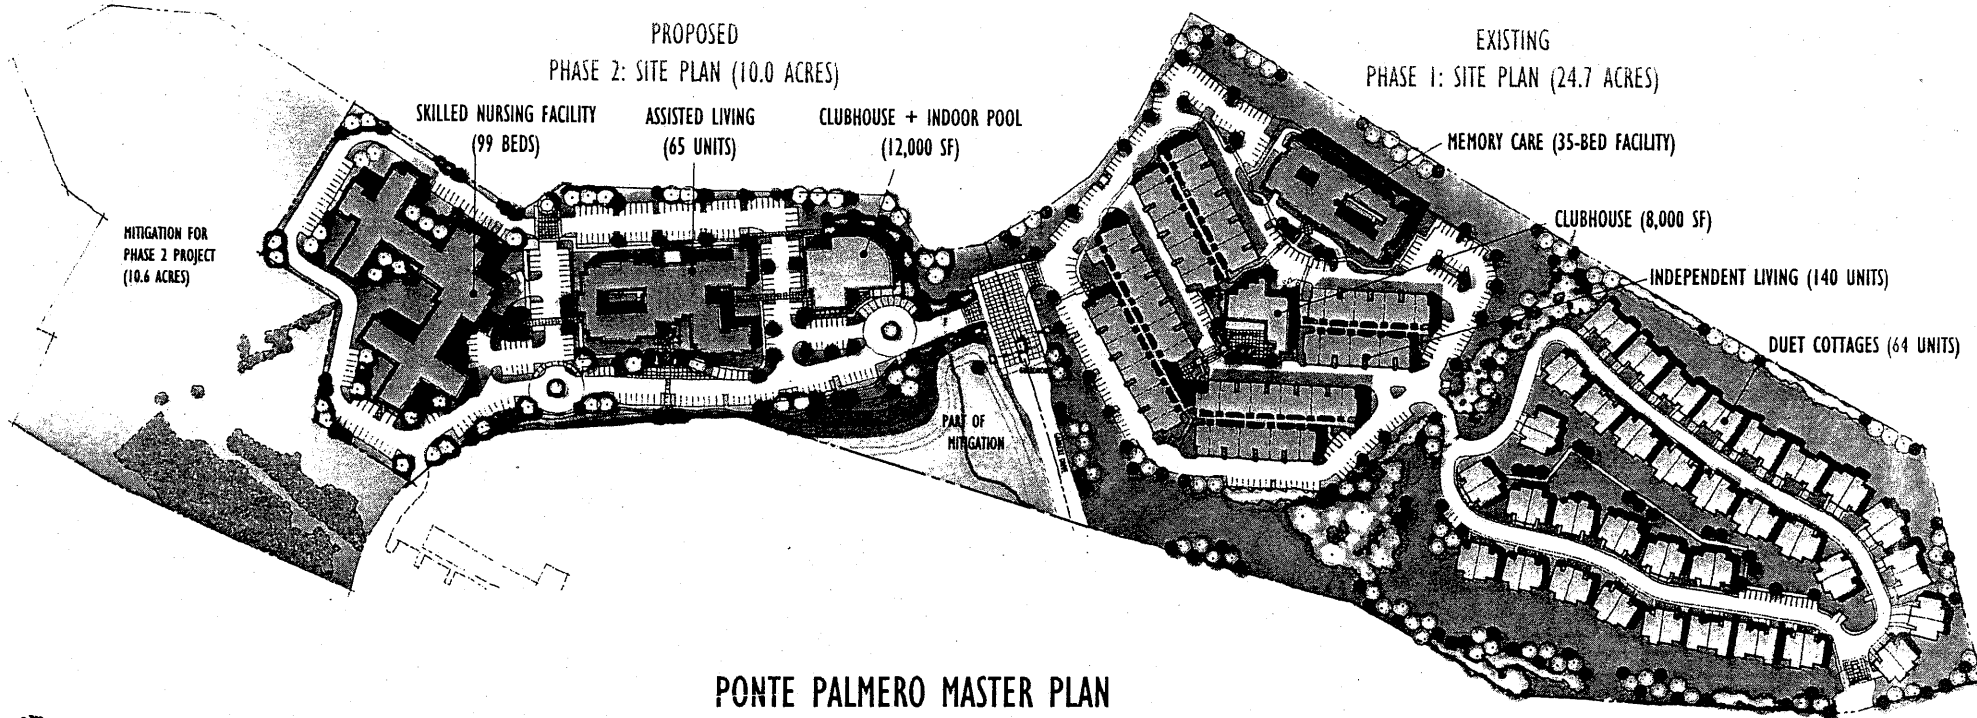 PROPOSED
PHASE 2: SITE PLAN (10.0 ACRES)
SKILLED NURSING FACILITY
(99 BEDS)
ASSISTED LIVING
(65 UNITS)
CLUBHOUSE + INDOOR POOL
(12,000 SF)
MITIGATION FOR
PHASE 2 PROJECT
(10.6 ACRES)
PART OF
MITIGATION
EXISTING
PHASE 1: SITE PLAN (24.7 ACRES)
MEMORY CARE (35-BED FACILITY)
CLUBHOUSE (8,000 SF)
INDEPENDENT LIVING (140 UNITS)
DUET COTTAGES (64 UNITS)
PONTE PALMERO MASTER PLAN